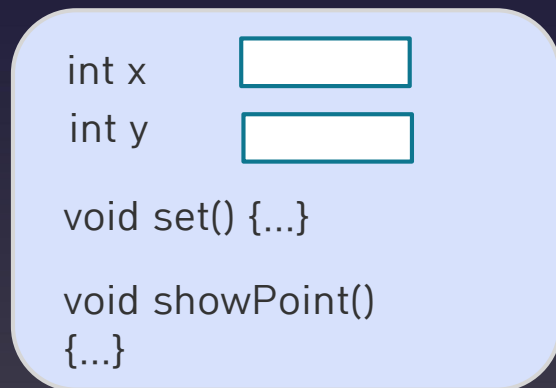 int x
int y
void set() {...}
void showPoint()
{...}